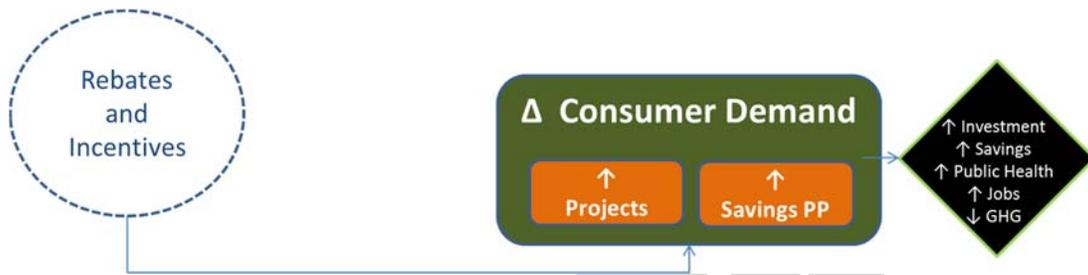 Rebates
and
Incentives
Δ Consumer Demand
↑
Projects
↑
Savings PP
↑ Investment
↑ Savings
↑ Public Health
↑ Jobs
↓ GHG